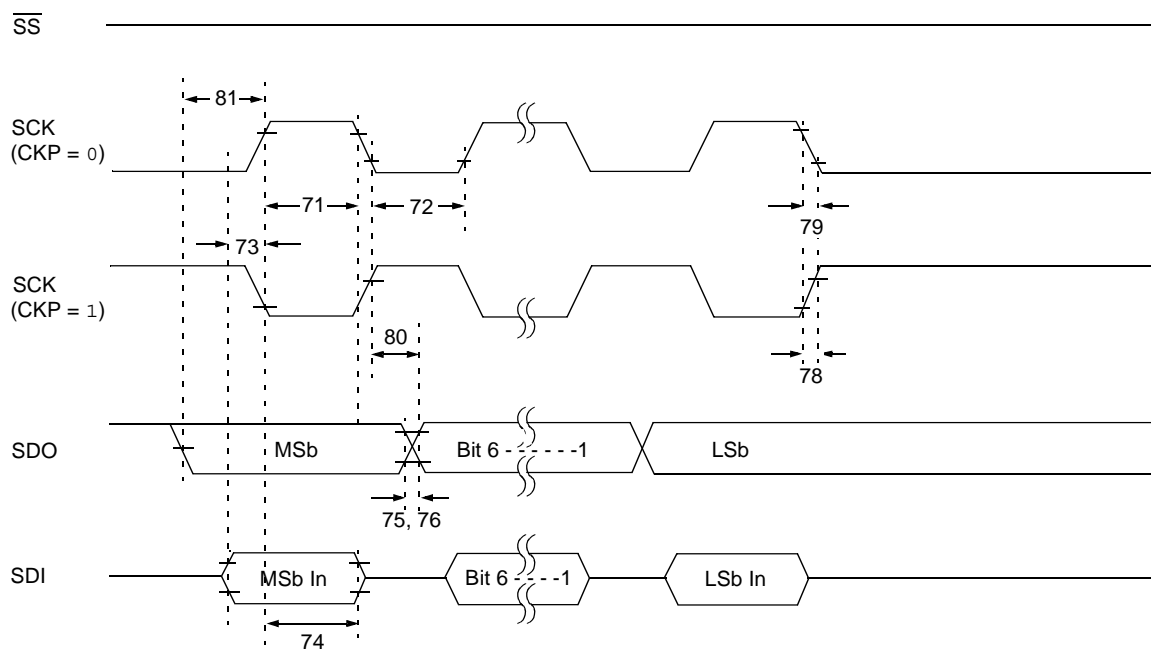 SS
81
SCK
(CKP = 0)
71
72
73
79
SCK
(CKP = 1)
80
78
SDO
MSb
Bit 6 - - - - - -1
LSb
75, 76
SDI
MSb In
Bit 6 - - - -1
LSb In
74